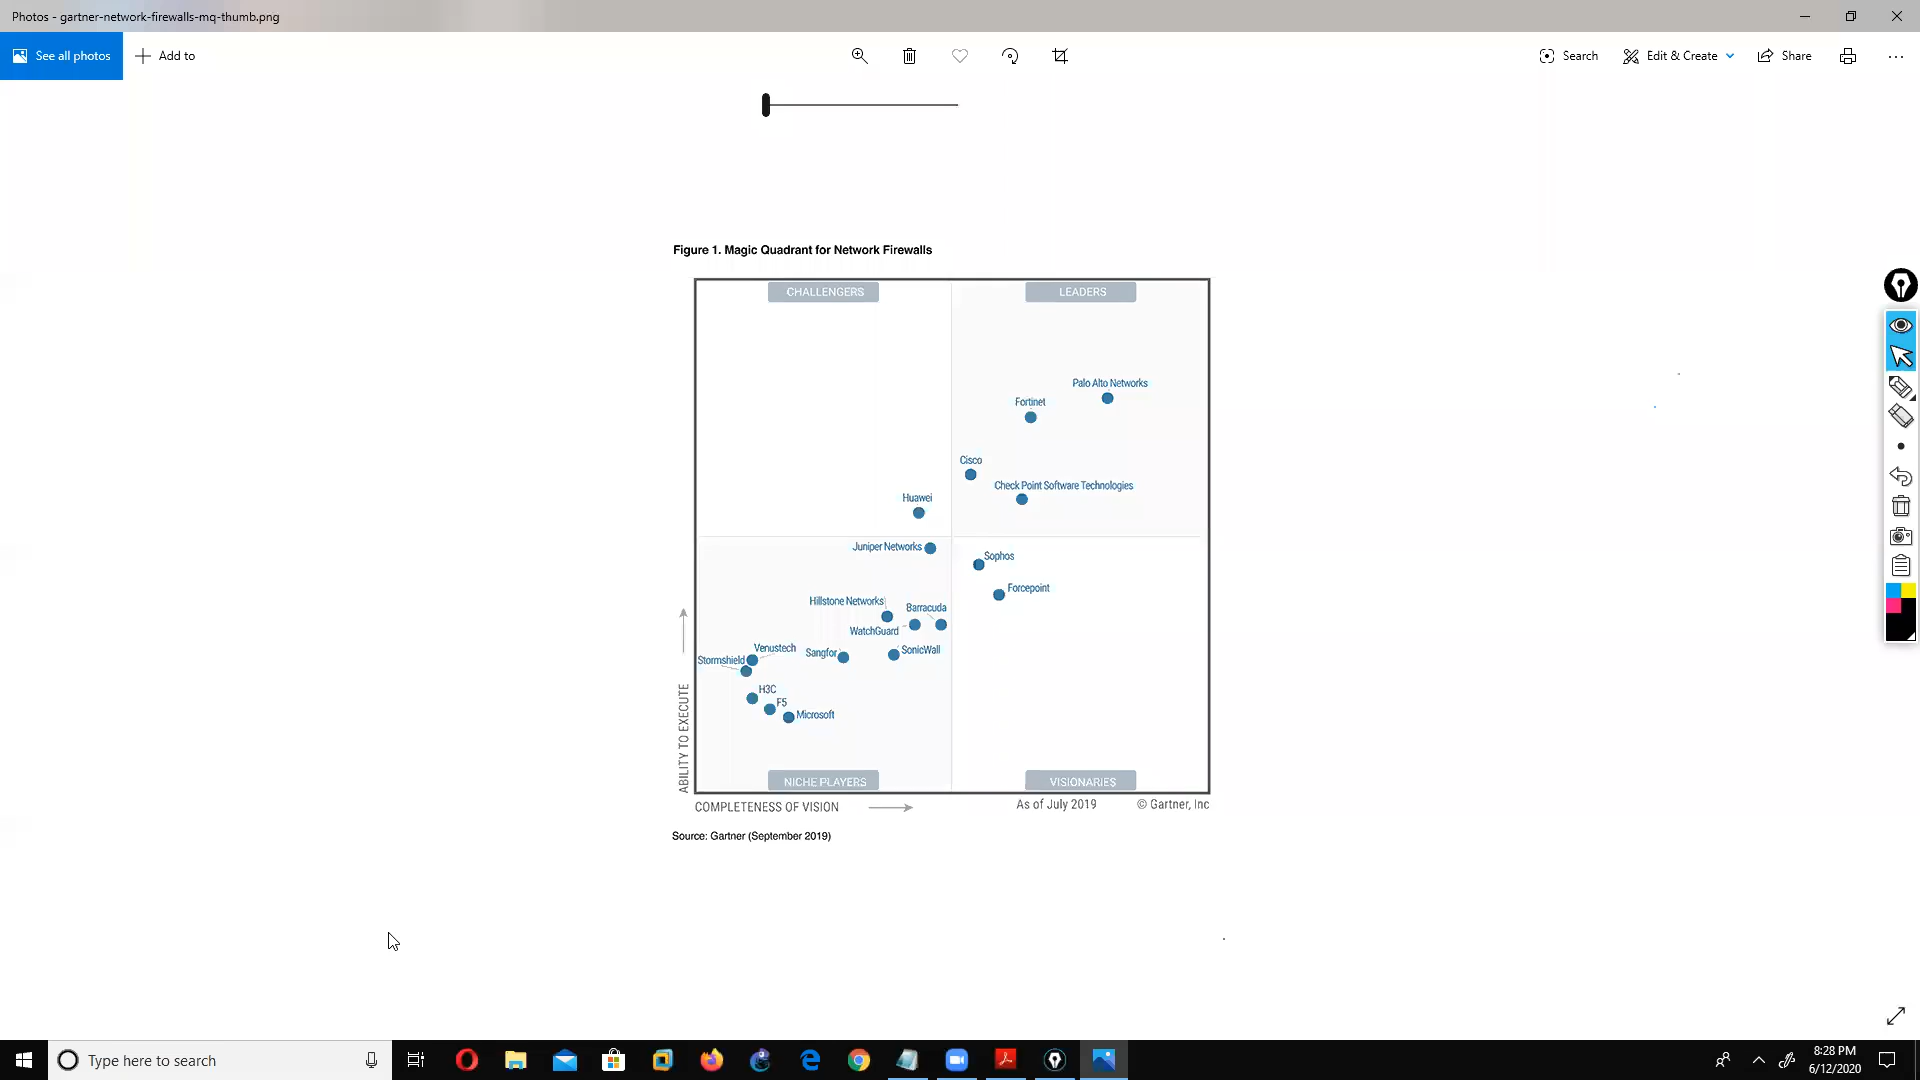 Photos - gartner-network-firewalls-mq-thumb.png
See all photos
Add to
Search
Edit & Create
Share
Figure 1. Magic Quadrant for Network Firewalls
CHALLENGERS
LEADERS
Palo Alto Networks
Fortinet
Cisco
Check Point Software Technologies
Huawei
Juniper Networks
Sophos
Forcepoint
Hillstone Networks
Barracuda
WatchGuard
Venustech
Sangfor
SonicWall
Stormshield
H3C
F5
Microsoft
ABILITY TO EXECUTE
NICHE PLAYERS
VISIONARIES
COMPLETENESS OF VISION
As of July 2019
© Gartner, Inc
Source: Gartner (September 2019)
Type here to search
8:28 PM
6/12/2020